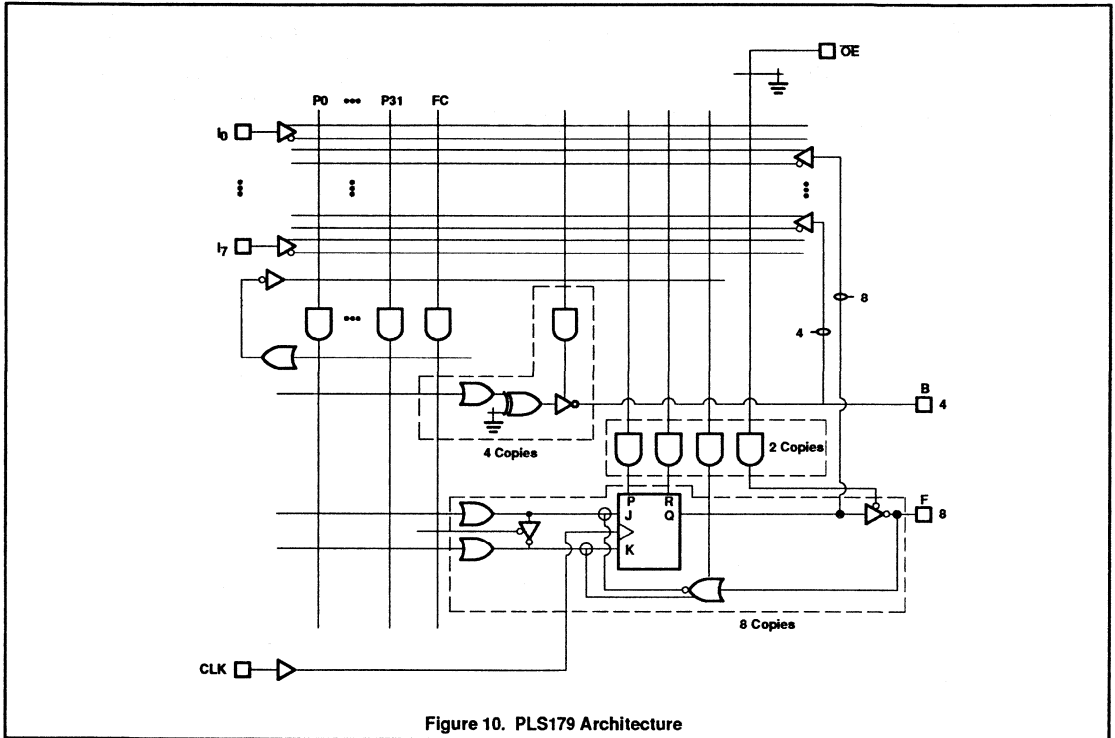 OE
P0 ••• P31 FC
I0
I7
8
4
B
4
4 Copies
2 Copies
P R
J Q
K
F
8
8 Copies
CLK
Figure 10. PLS179 Architecture